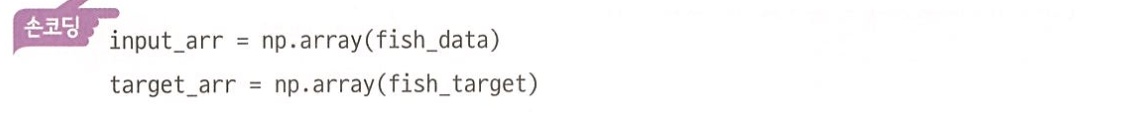 손코딩
input_arr = np.array(fish_data)
target_arr = np.array(fish_target)